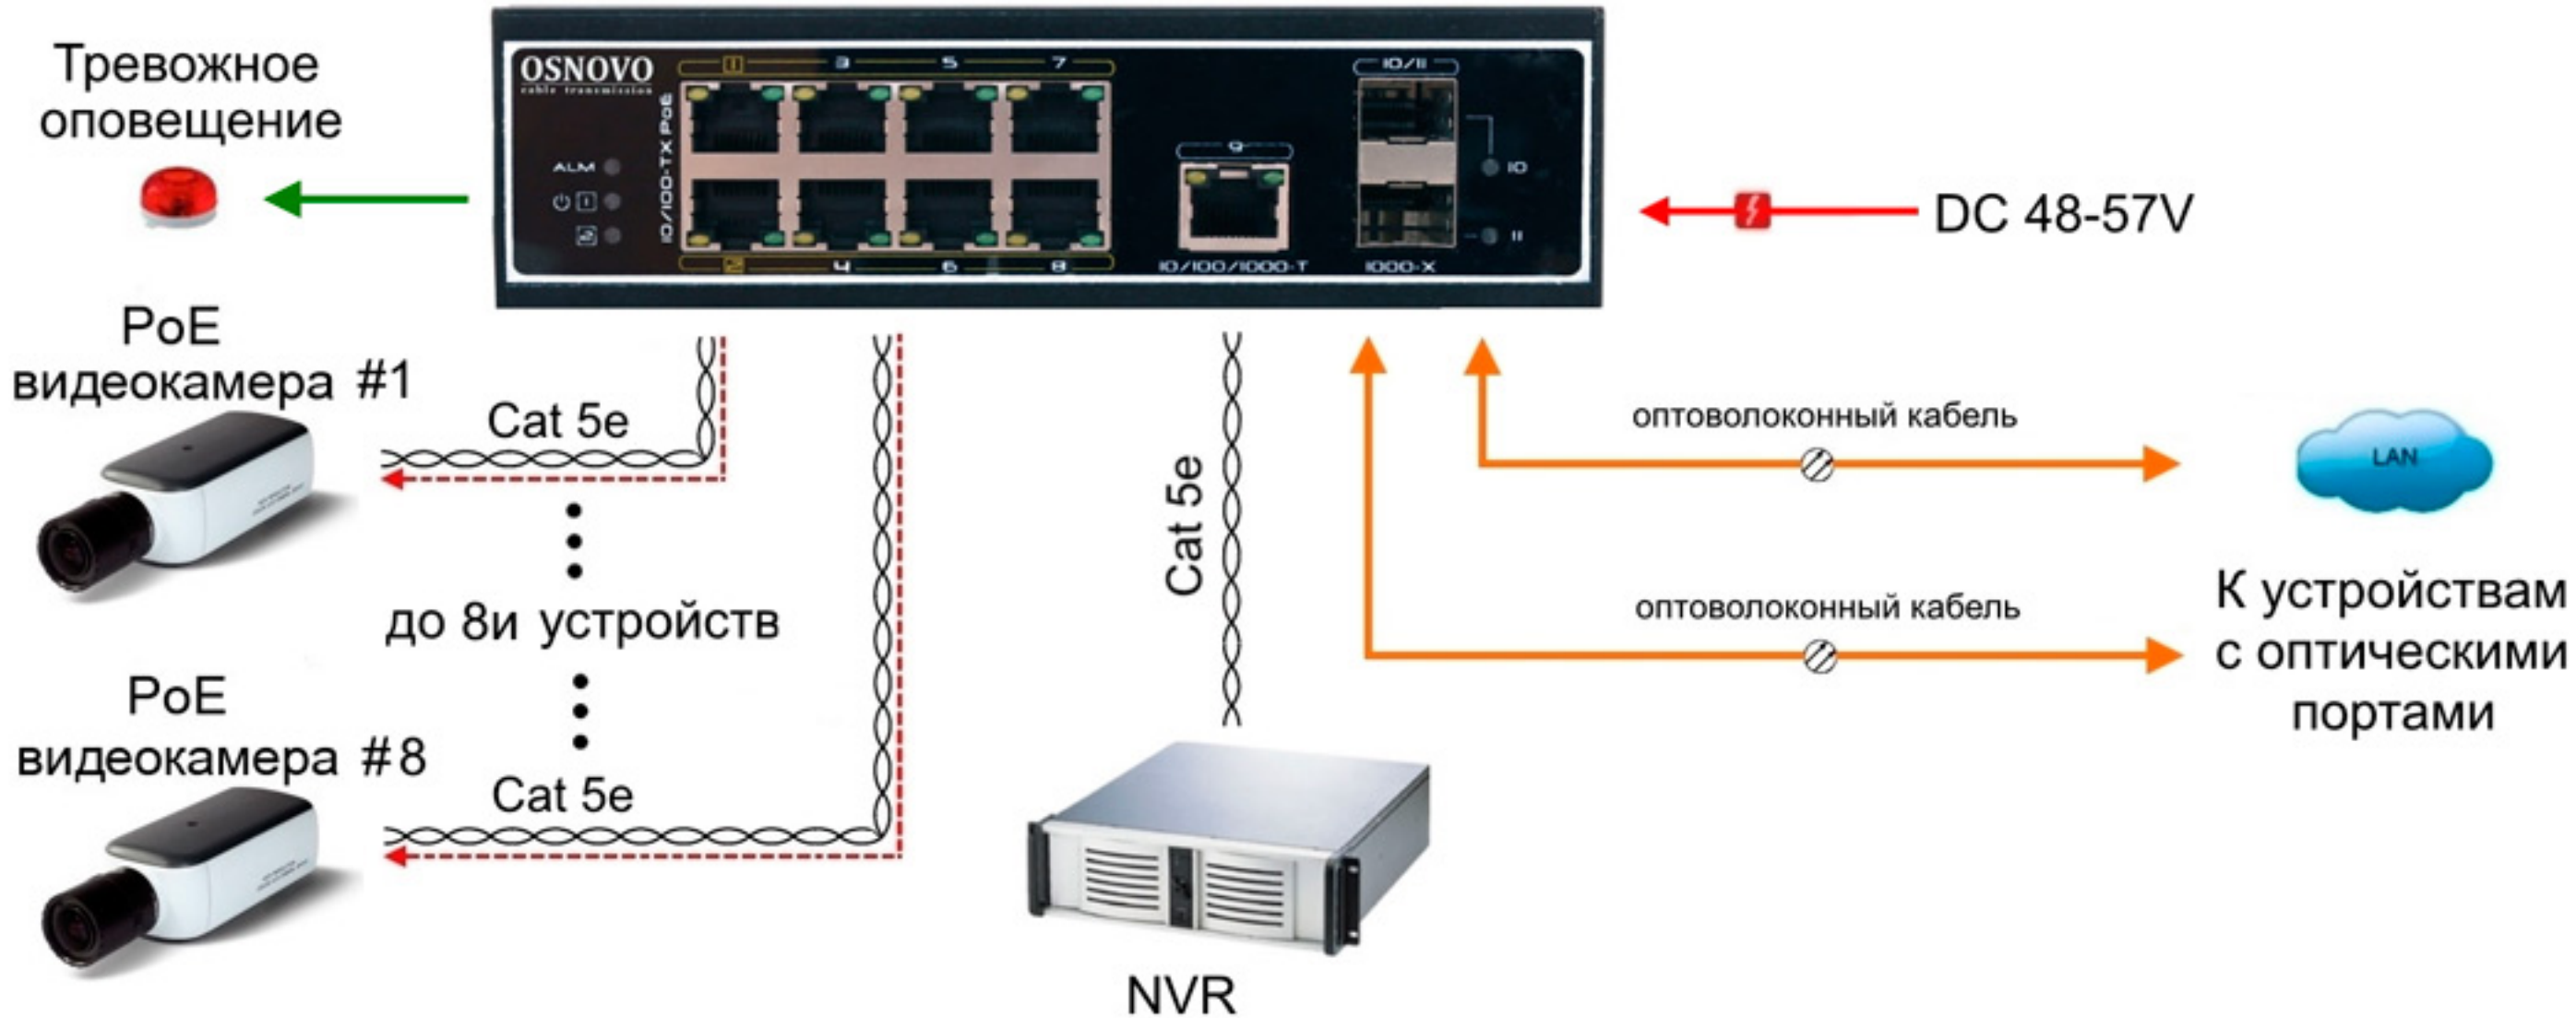 Тревожное
оповещение
OSNOVO
cable transmission
1 3 5 7
10/11
10/100-TX PoE
ALM
1
2
9
10
11
2 4 6 8
10/100/1000-T
1000-X
DC 48-57V
PoE
видеокамера #1
Cat 5e
до 8и устройств
PoE
видеокамера #8
Cat 5e
Cat 5e
NVR
оптоволоконный кабель
LAN
оптоволоконный кабель
К устройствам
с оптическими
портами